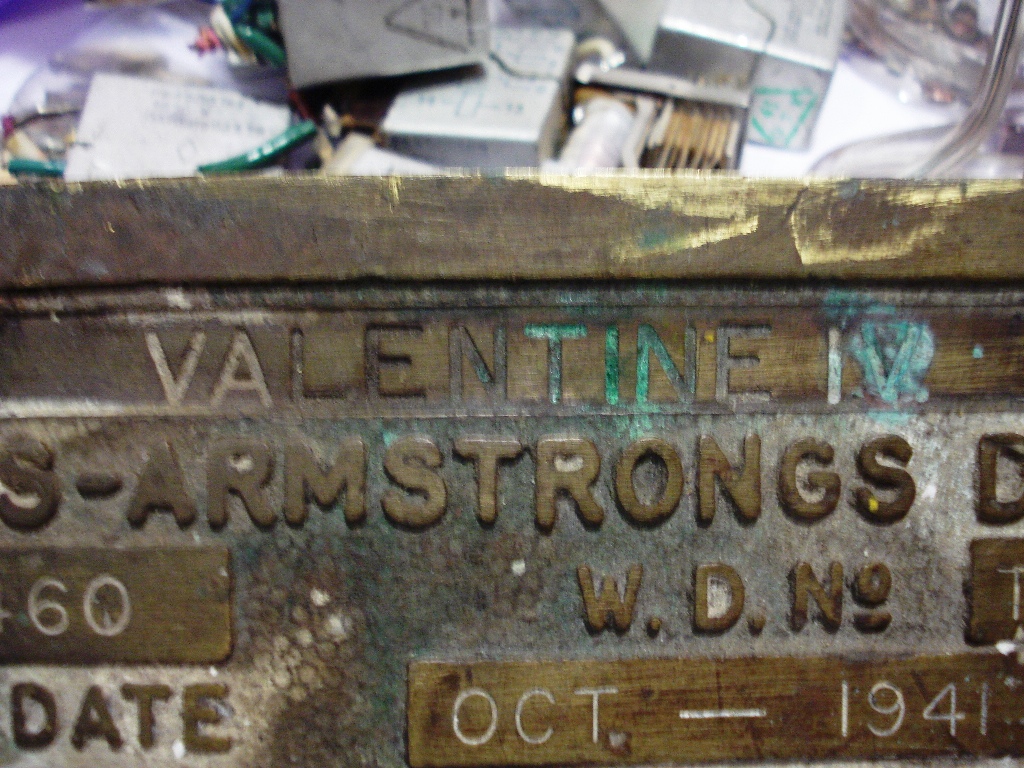 VALENTINE IV
S-ARMSTRONGS D
460 W.D. Nº T
DATE OCT — 1941